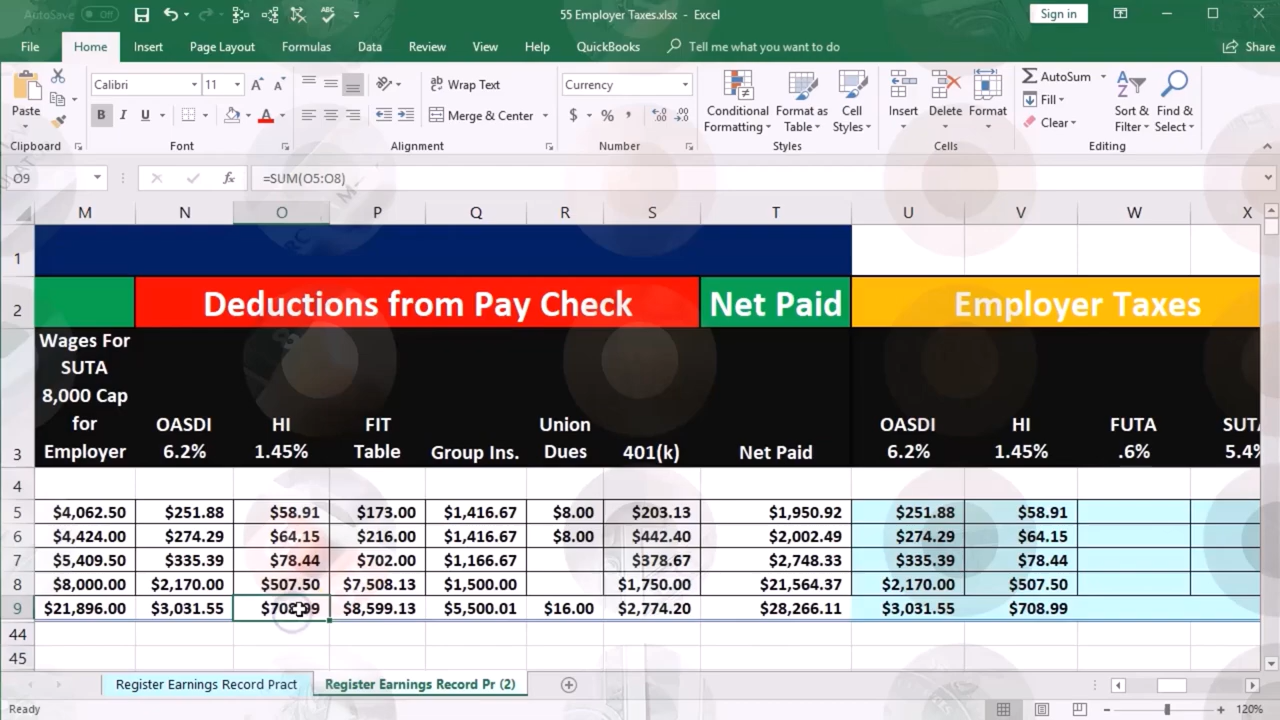 AutoSave Off 55 Employer Taxes.xlsx - Excel Sign in
File Home Insert Page Layout Formulas Data Review View Help QuickBooks Tell me what you want to do Share
Paste Calibri 11 Wrap Text Currency Conditional Formatting Format as Table Cell Styles Insert Delete Format AutoSum Sort & Filter Find & Select
B I U Merge & Center $ % , Fill Clear
Clipboard Font Alignment Number Styles Cells Editing
O9 fx =SUM(O5:O8)
M N O P Q R S T U V W X
1
2 Deductions from Pay Check Net Paid Employer Taxes
Wages For
SUTA
8,000 Cap
for OASDI HI FIT Union OASDI HI FUTA
3 Employer 6.2% 1.45% Table Group Ins. Dues 401(k) Net Paid 6.2% 1.45% .6% 5.4%
4
5 $4,062.50 $251.88 $58.91 $173.00 $1,416.67 $8.00 $203.13 $1,950.92 $251.88 $58.91
6 $4,424.00 $274.29 $64.15 $216.00 $1,416.67 $8.00 $442.40 $2,002.49 $274.29 $64.15
7 $5,409.50 $335.39 $78.44 $702.00 $1,166.67 $378.67 $2,748.33 $335.39 $78.44
8 $8,000.00 $2,170.00 $507.50 $7,508.13 $1,500.00 $1,750.00 $21,564.37 $2,170.00 $507.50
9 $21,896.00 $3,031.55 $708.99 $8,599.13 $5,500.01 $16.00 $2,774.20 $28,266.11 $3,031.55 $708.99
44
45
Register Earnings Record Pract Register Earnings Record Pr (2)
Ready 120%